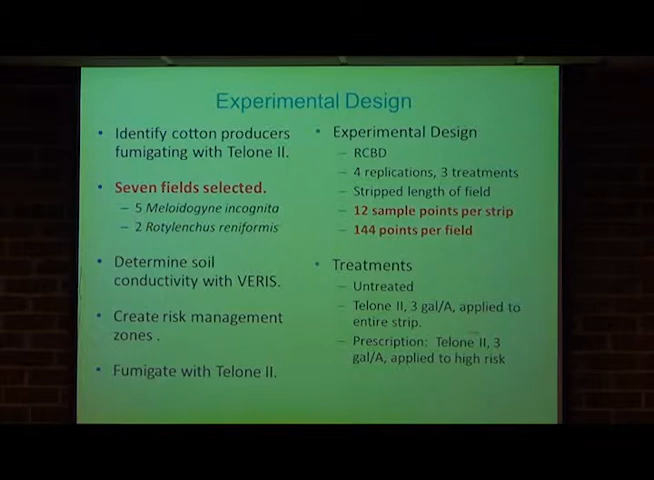 Experimental Design
• Identify cotton producers
fumigating with Telone II.
• Seven fields selected.
– 5 Meloidogyne incognita
– 2 Rotylenchus reniformis
• Determine soil
conductivity with VERIS.
• Create risk management
zones .
• Fumigate with Telone II.
• Experimental Design
– RCBD
– 4 replications, 3 treatments
– Stripped length of field
– 12 sample points per strip
– 144 points per field
• Treatments
– Untreated
– Telone II, 3 gal/A, applied to
entire strip.
– Prescription: Telone II, 3
gal/A, applied to high risk